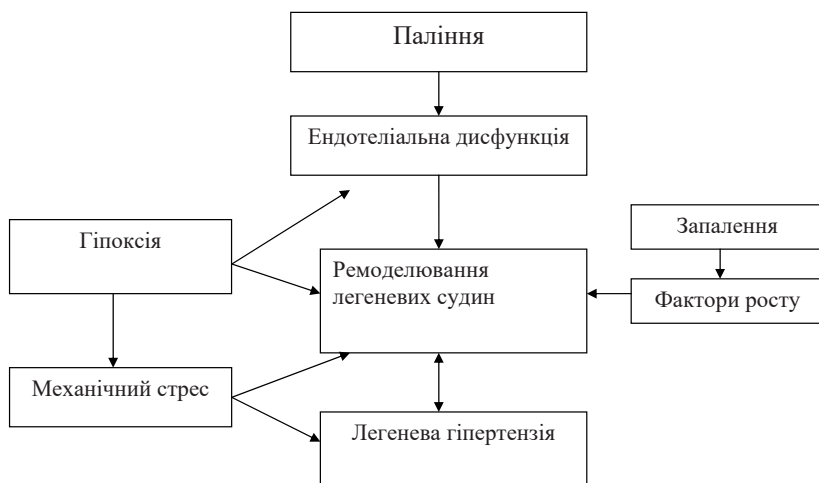 Паління
Ендотеліальна дисфункція
Гіпоксія
Запалення
Ремоделювання
легеневих судин
Фактори росту
Механічний стрес
Легенева гіпертензія